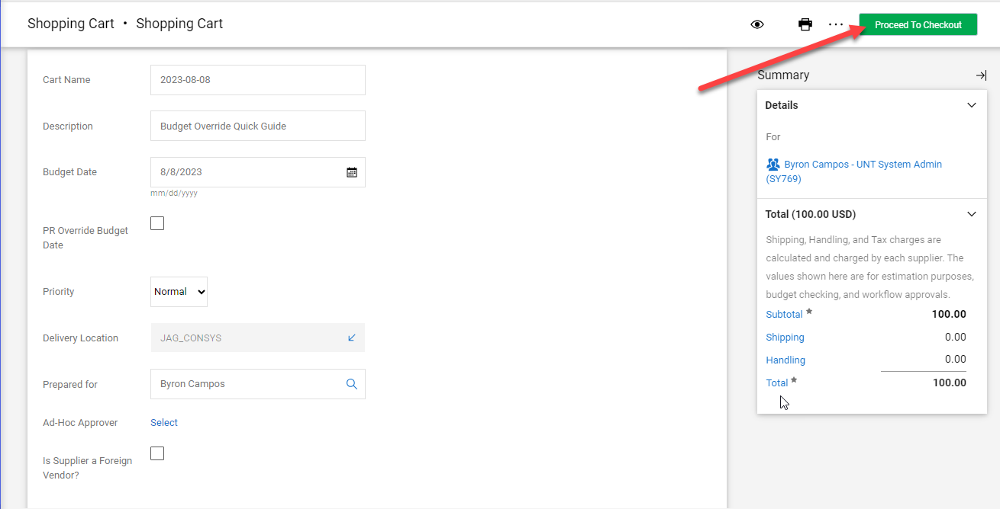 Shopping Cart • Shopping Cart
Proceed To Checkout
Cart Name
2023-08-08
Description
Budget Override Quick Guide
Budget Date
8/8/2023
mm/dd/yyyy
PR Override Budget
Date
Priority
Normal
Delivery Location
JAG_CONSYS
Prepared for
Byron Campos
Ad-Hoc Approver
Select
Is Supplier a Foreign
Vendor?
Summary
Details
For
Byron Campos - UNT System Admin
(SY769)
Total (100.00 USD)
Shipping, Handling, and Tax charges are
calculated and charged by each supplier. The
values shown here are for estimation purposes,
budget checking, and workflow approvals.
Subtotal ★ 100.00
Shipping 0.00
Handling 0.00
Total ★ 100.00